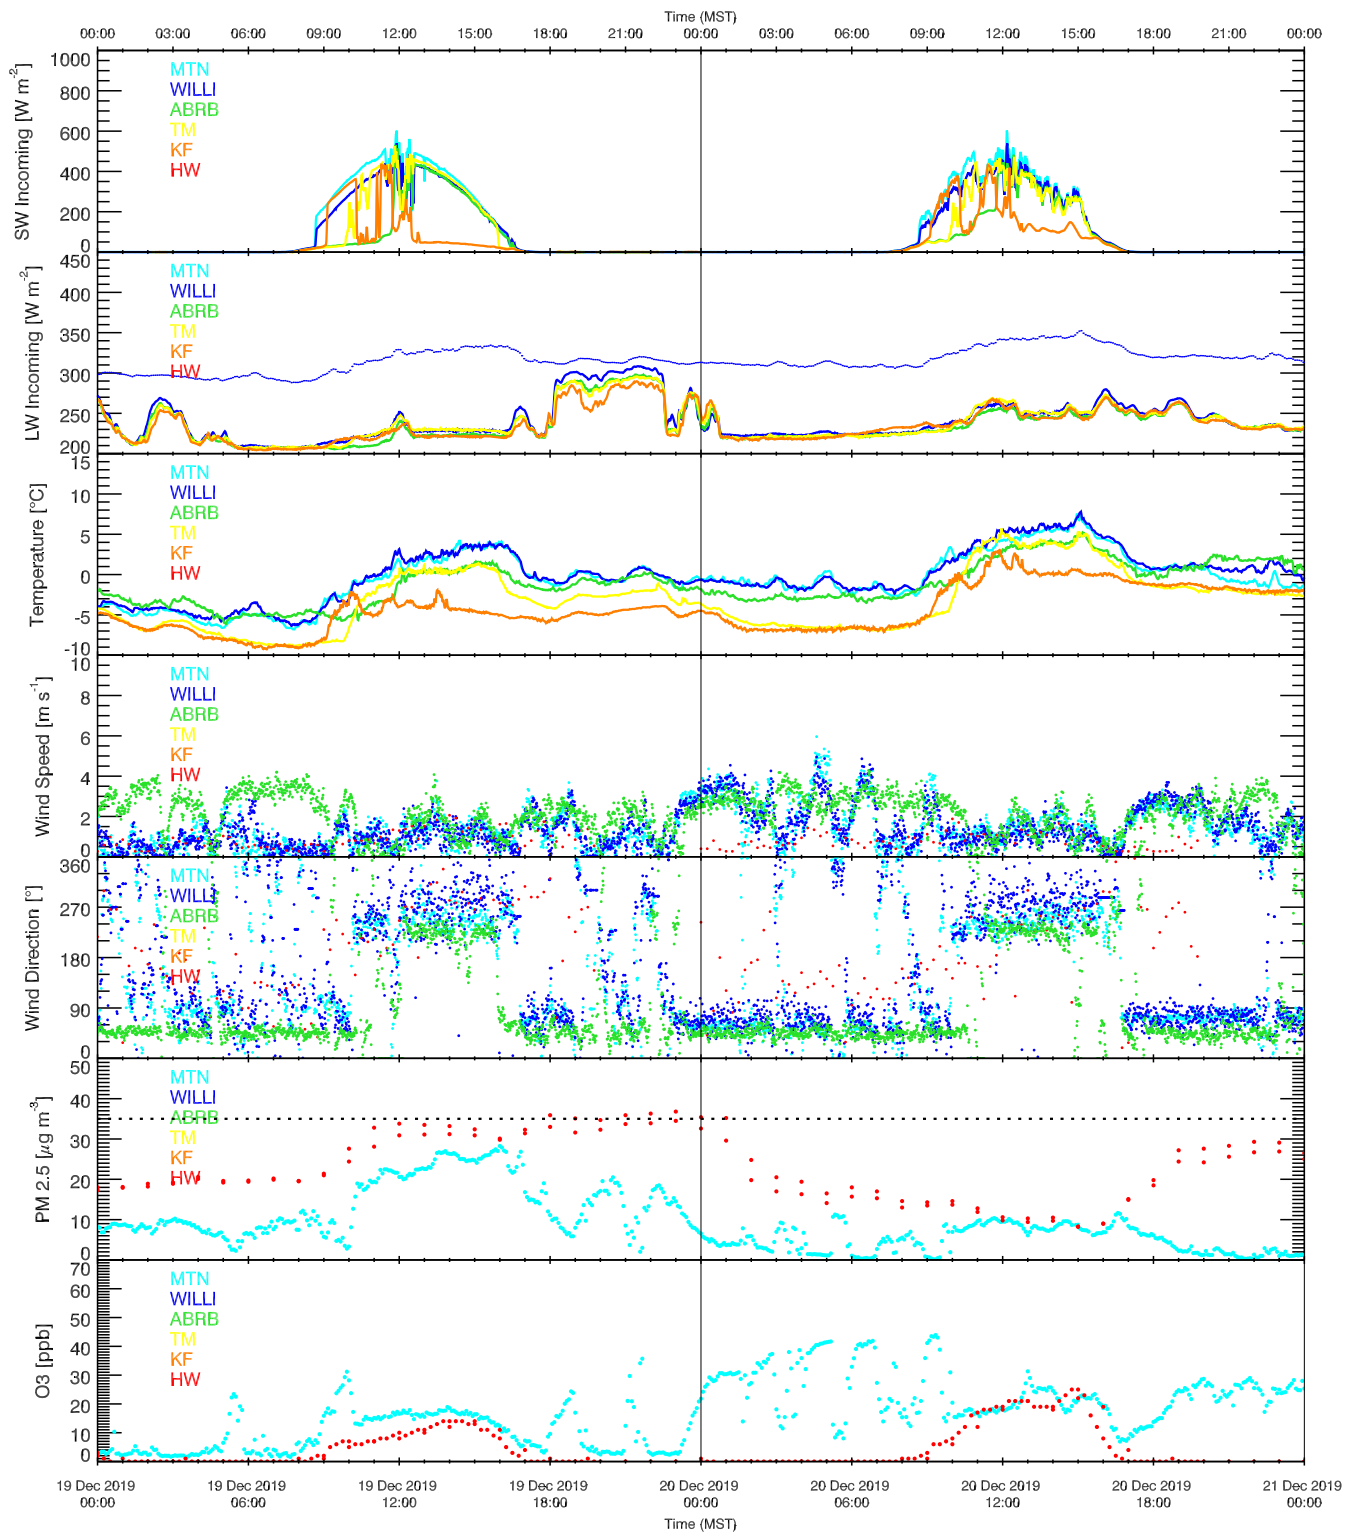 Time (MST)
00:00 03:00 06:00 09:00 12:00 15:00 18:00 21:00 00:00 03:00 06:00 09:00 12:00 15:00 18:00 21:00 00:00
SW Incoming [W m-2]
1000
800
600
400
200
0
MTN
WILLI
ABRB
TM
KF
HW
LW Incoming [W m-2]
450
400
350
300
250
200
MTN
WILLI
ABRB
TM
KF
HW
Temperature [°C]
15
10
5
0
-5
-10
MTN
WILLI
ABRB
TM
KF
HW
Wind Speed [m s-1]
10
8
6
4
2
0
MTN
WILLI
ABRB
TM
KF
HW
Wind Direction [°]
360
270
180
90
0
MTN
WILLI
ABRB
TM
KF
HW
PM 2.5 [µg m-3]
50
40
30
20
10
0
MTN
WILLI
ABRB
TM
KF
HW
O3 [ppb]
70
60
50
40
30
20
10
0
MTN
WILLI
ABRB
TM
KF
HW
19 Dec 2019 19 Dec 2019 19 Dec 2019 19 Dec 2019 20 Dec 2019 20 Dec 2019 20 Dec 2019 20 Dec 2019 21 Dec 2019
00:00 06:00 12:00 18:00 00:00 06:00 12:00 18:00 00:00
Time (MST)